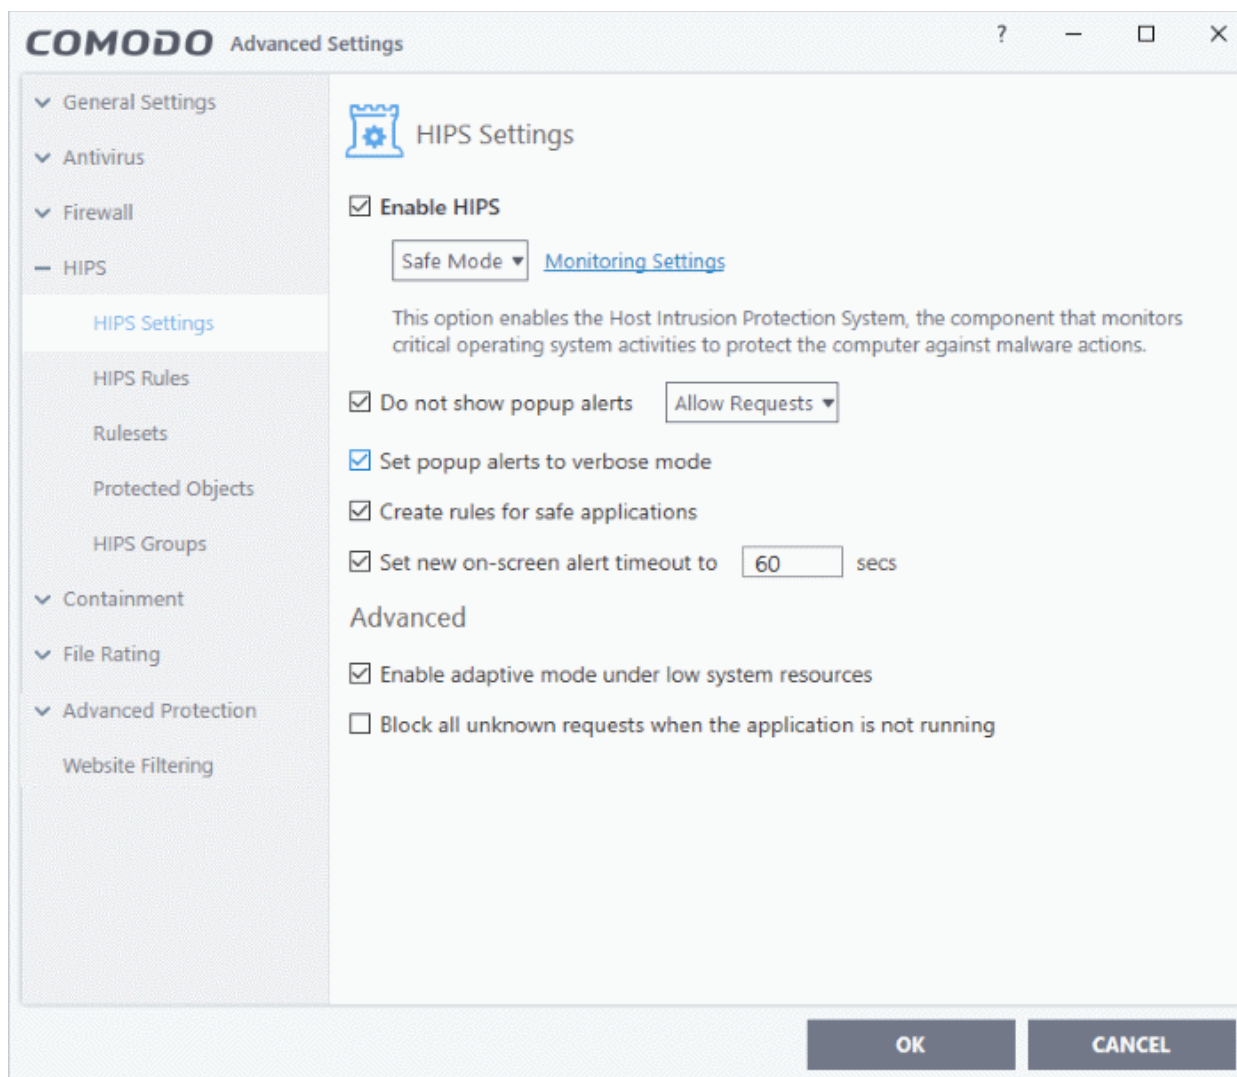 COMODO Advanced Settings ?
General Settings
Antivirus
Firewall
HIPS
HIPS Settings
HIPS Rules
Rulesets
Protected Objects
HIPS Groups
Containment
File Rating
Advanced Protection
Website Filtering
HIPS Settings
Enable HIPS
Safe Mode Monitoring Settings
This option enables the Host Intrusion Protection System, the component that monitors
critical operating system activities to protect the computer against malware actions.
Do not show popup alerts Allow Requests
Set popup alerts to verbose mode
Create rules for safe applications
Set new on-screen alert timeout to 60 secs
Advanced
Enable adaptive mode under low system resources
Block all unknown requests when the application is not running
OK CANCEL